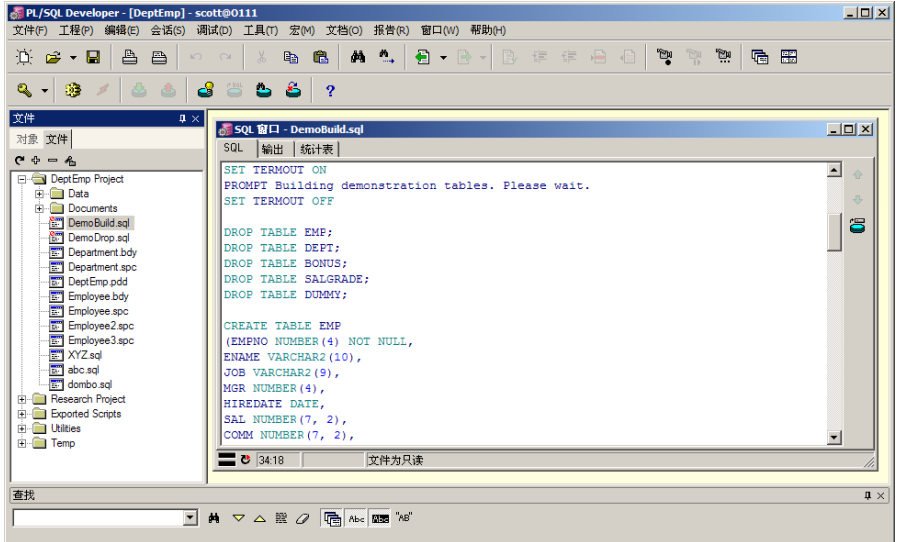 PL/SQL Developer - [DeptEmp] - scott@O111
文件(F) 工程(P) 编辑(E) 会话(S) 调试(D) 工具(T) 宏(M) 文档(O) 报告(R) 窗口(W) 帮助(H)
文件
对象 文件
DeptEmp Project
Data
Documents
DemoBuild.sql
DemoDrop.sql
Department.bdy
Department.spc
DeptEmp.pdd
Employee.bdy
Employee.spc
Employee2.spc
Employee3.spc
XYZ.sql
abc.sql
dombo.sql
Research Project
Exported Scripts
Utilities
Temp
SQL 窗口 - DemoBuild.sql
SQL 输出 统计表
SET TERMOUT ON
PROMPT Building demonstration tables. Please wait.
SET TERMOUT OFF
DROP TABLE EMP;
DROP TABLE DEPT;
DROP TABLE BONUS;
DROP TABLE SALGRADE;
DROP TABLE DUMMY;
CREATE TABLE EMP
(EMPNO NUMBER(4) NOT NULL,
ENAME VARCHAR2(10),
JOB VARCHAR2(9),
MGR NUMBER(4),
HIREDATE DATE,
SAL NUMBER(7, 2),
COMM NUMBER(7, 2),
34:18 文件为只读
查找
Abc Abc "AB"